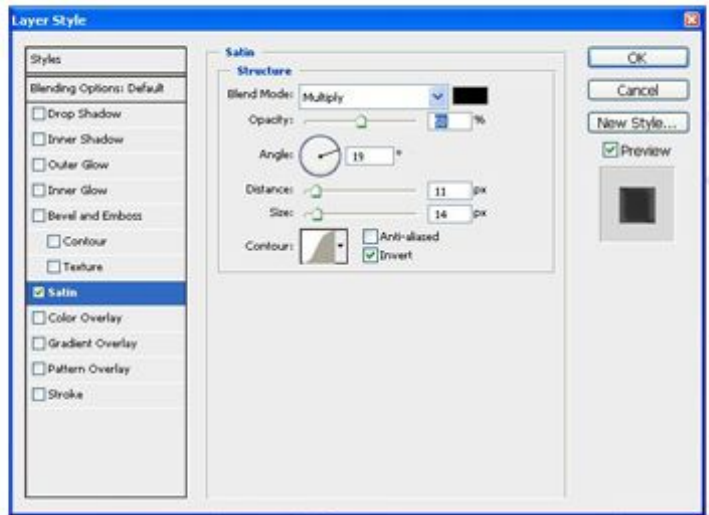 Layer Style
Styles
Blending Options: Default
Drop Shadow
Inner Shadow
Outer Glow
Inner Glow
Bevel and Emboss
Contour
Texture
Satin
Color Overlay
Gradient Overlay
Pattern Overlay
Stroke
Satin
Structure
Blend Mode: Multiply
Opacity: %
Angle: 19 °
Distance: 11 px
Size: 14 px
Contour:
Anti-aliased
Invert
OK
Cancel
New Style...
Preview